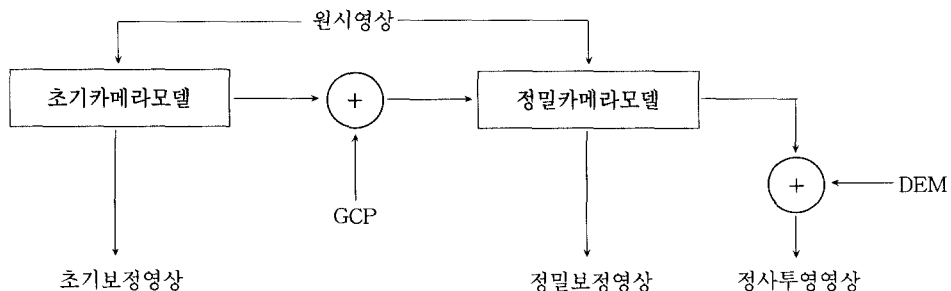 원시영상
초기카메라모델
+
정밀카메라모델
+
DEM
GCP
초기보정영상
정밀보정영상
정사투영영상